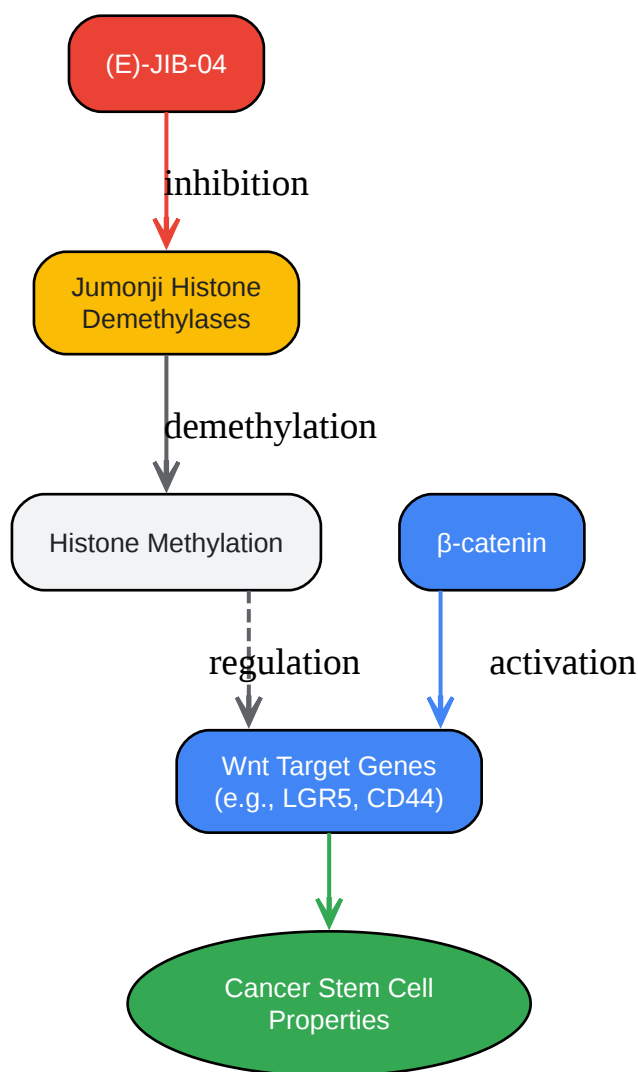 (E)-JIB-04
inhibition
Jumonji Histone
Demethylases
demethylation
Histone Methylation
β-catenin
regulation
activation
Wnt Target Genes
(e.g., LGR5, CD44)
Cancer Stem Cell
Properties